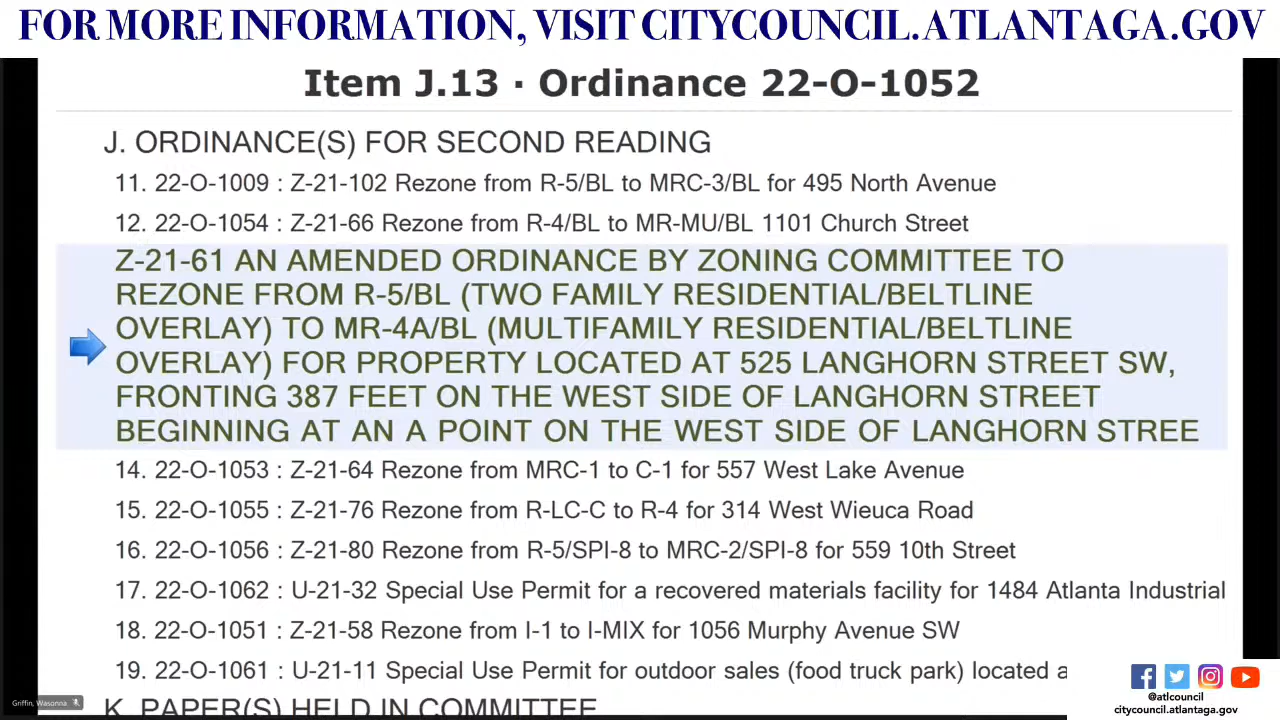 FOR MORE INFORMATION, VISIT CITYCOUNCIL.ATLANTAGA.GOV
Item J.13 · Ordinance 22-O-1052
J. ORDINANCE(S) FOR SECOND READING
11. 22-O-1009 : Z-21-102 Rezone from R-5/BL to MRC-3/BL for 495 North Avenue
12. 22-O-1054 : Z-21-66 Rezone from R-4/BL to MR-MU/BL 1101 Church Street
Z-21-61 AN AMENDED ORDINANCE BY ZONING COMMITTEE TO
REZONE FROM R-5/BL (TWO FAMILY RESIDENTIAL/BELTLINE
OVERLAY) TO MR-4A/BL (MULTIFAMILY RESIDENTIAL/BELTLINE
OVERLAY) FOR PROPERTY LOCATED AT 525 LANGHORN STREET SW,
FRONTING 387 FEET ON THE WEST SIDE OF LANGHORN STREET
BEGINNING AT AN A POINT ON THE WEST SIDE OF LANGHORN STREE
14. 22-O-1053 : Z-21-64 Rezone from MRC-1 to C-1 for 557 West Lake Avenue
15. 22-O-1055 : Z-21-76 Rezone from R-LC-C to R-4 for 314 West Wieuca Road
16. 22-O-1056 : Z-21-80 Rezone from R-5/SPI-8 to MRC-2/SPI-8 for 559 10th Street
17. 22-O-1062 : U-21-32 Special Use Permit for a recovered materials facility for 1484 Atlanta Industrial
18. 22-O-1051 : Z-21-58 Rezone from I-1 to I-MIX for 1056 Murphy Avenue SW
19. 22-O-1061 : U-21-11 Special Use Permit for outdoor sales (food truck park) located a
K. PAPER(S) HELD IN COMMITTEE
Griffin, Wasonna
@atlcouncil
citycouncil.atlantaga.gov